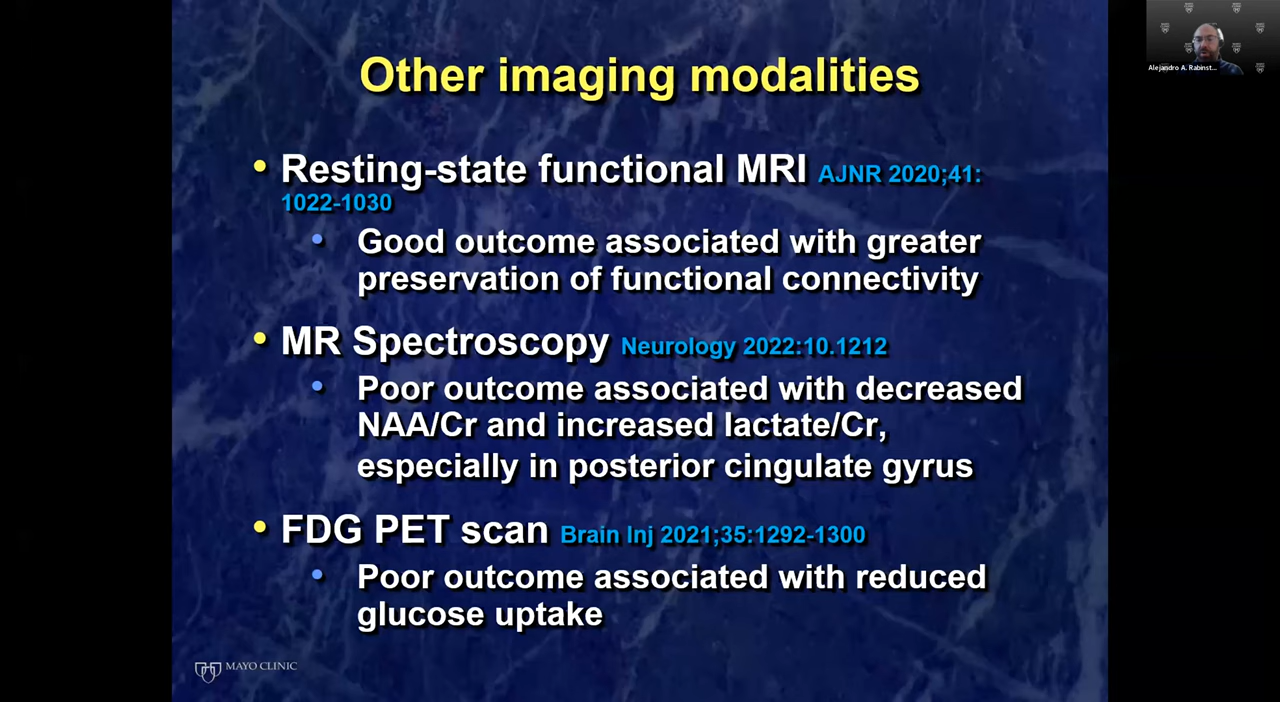 Other imaging modalities
Alejandro A. Rabinst...
• Resting-state functional MRI AJNR 2020;41:
1022-1030
• Good outcome associated with greater
preservation of functional connectivity
• MR Spectroscopy Neurology 2022:10.1212
• Poor outcome associated with decreased
NAA/Cr and increased lactate/Cr,
especially in posterior cingulate gyrus
• FDG PET scan Brain Inj 2021;35:1292-1300
• Poor outcome associated with reduced
glucose uptake
MAYO CLINIC